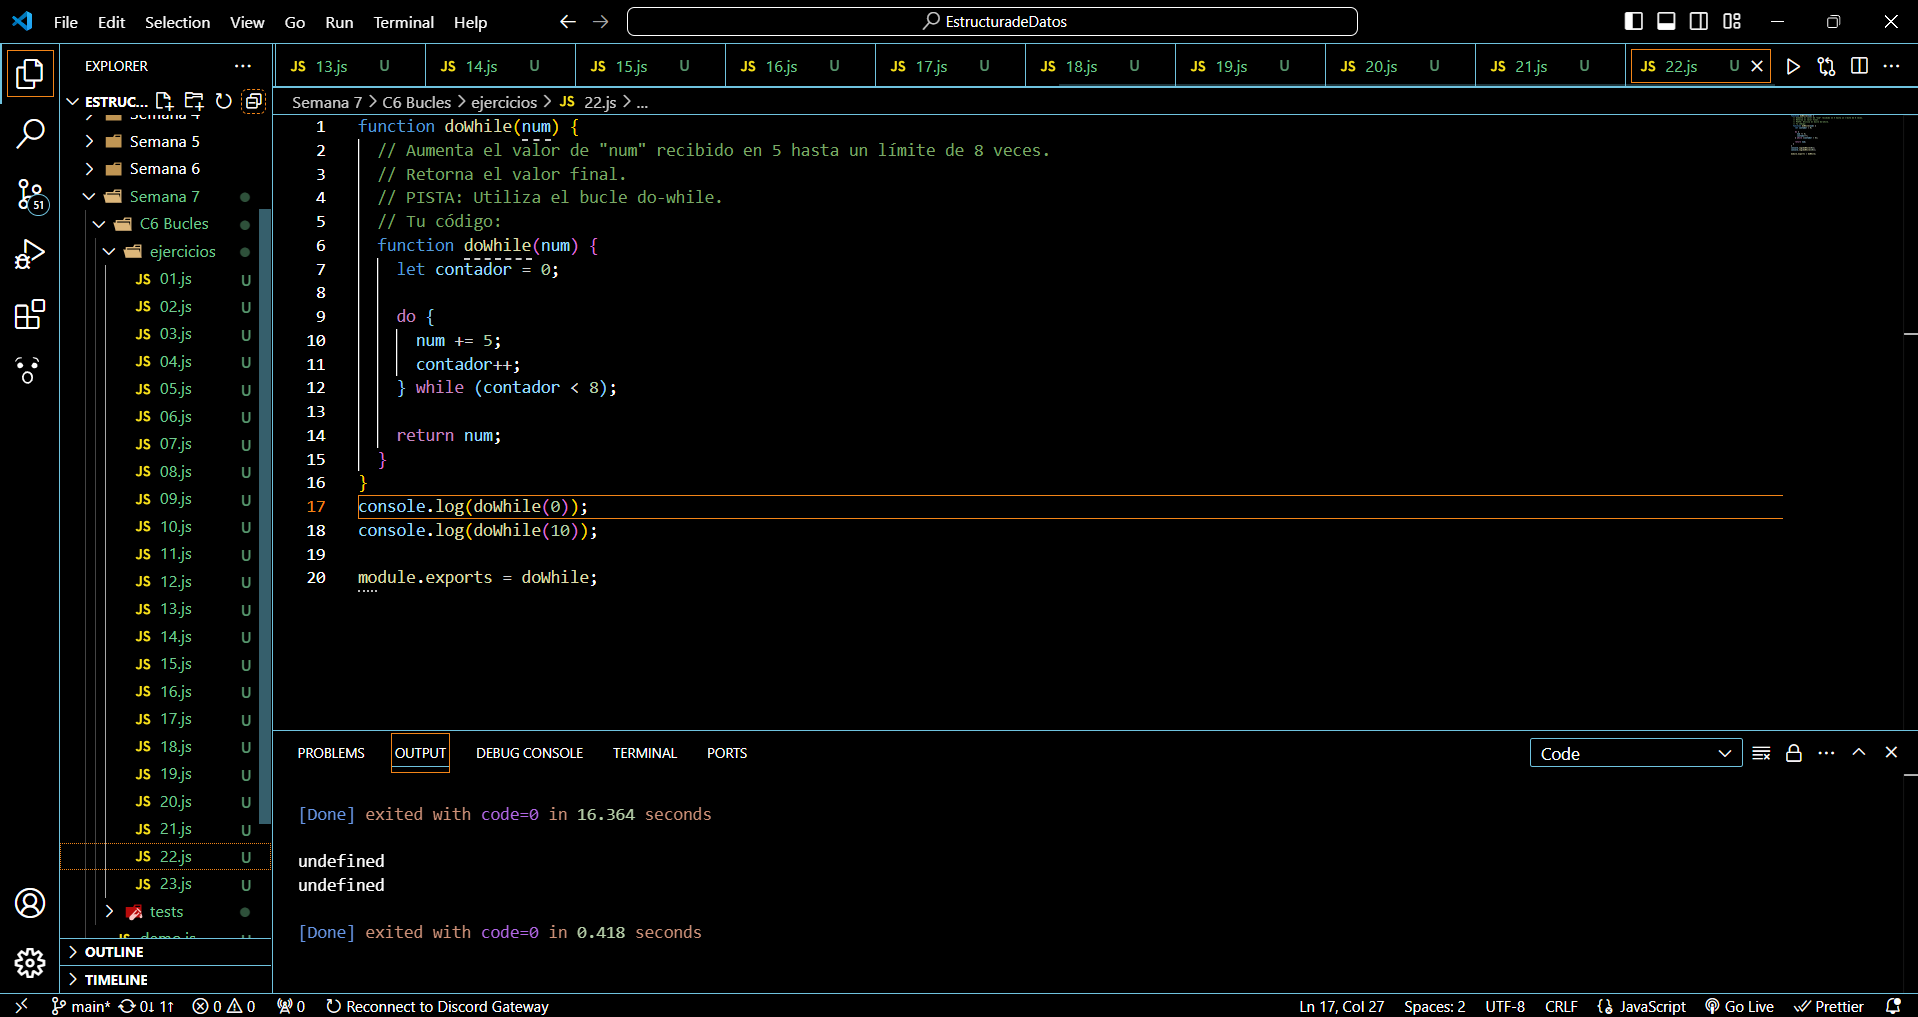 File Edit Selection View Go Run Terminal Help
EstructuradeDatos
EXPLORER
ESTRUC...
Semana 4
Semana 5
Semana 6
Semana 7
C6 Bucles
ejercicios
JS 01.js U
JS 02.js U
JS 03.js U
JS 04.js U
JS 05.js U
JS 06.js U
JS 07.js U
JS 08.js U
JS 09.js U
JS 10.js U
JS 11.js U
JS 12.js U
JS 13.js U
JS 14.js U
JS 15.js U
JS 16.js U
JS 17.js U
JS 18.js U
JS 19.js U
JS 20.js U
JS 21.js U
JS 22.js U
JS 23.js U
tests
JS demo.js U
OUTLINE
TIMELINE
51
JS 13.js U JS 14.js U JS 15.js U JS 16.js U JS 17.js U JS 18.js U JS 19.js U JS 20.js U JS 21.js U JS 22.js U
Semana 7 > C6 Bucles > ejercicios > JS 22.js > ...
1 function doWhile(num) {
2 // Aumenta el valor de "num" recibido en 5 hasta un límite de 8 veces.
3 // Retorna el valor final.
4 // PISTA: Utiliza el bucle do-while.
5 // Tu código:
6 function doWhile(num) {
7 let contador = 0;
8
9 do {
10 num += 5;
11 contador++;
12 } while (contador < 8);
13
14 return num;
15 }
16 }
17 console.log(doWhile(0));
18 console.log(doWhile(10));
19
20 module.exports = doWhile;
PROBLEMS OUTPUT DEBUG CONSOLE TERMINAL PORTS
Code
[Done] exited with code=0 in 16.364 seconds
undefined
undefined
[Done] exited with code=0 in 0.418 seconds
main* 0↓ 1↑ 0 0 0 Reconnect to Discord Gateway
Ln 17, Col 27 Spaces: 2 UTF-8 CRLF {} JavaScript Go Live Prettier